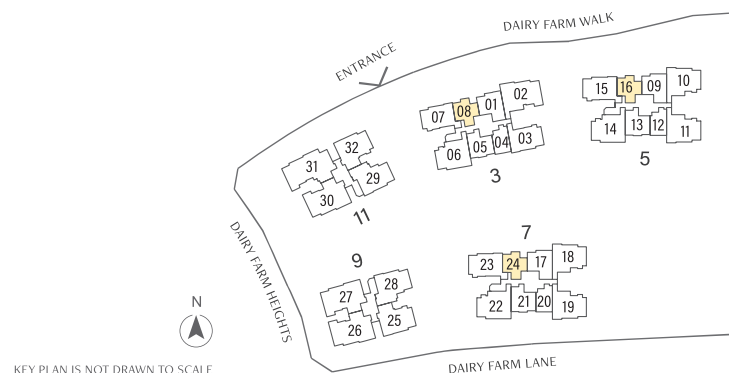 DAIRY FARM WALK
ENTRANCE
07 08 01 02
06 05 04 03
3
15 16 09 10
14 13 12 11
5
31 32
30 29
11
7
23 24 17 18
22 21 20 19
9
27 28
26 25
DAIRY FARM HEIGHTS
N
DAIRY FARM LANE
KEY PLAN IS NOT DRAWN TO SCALE